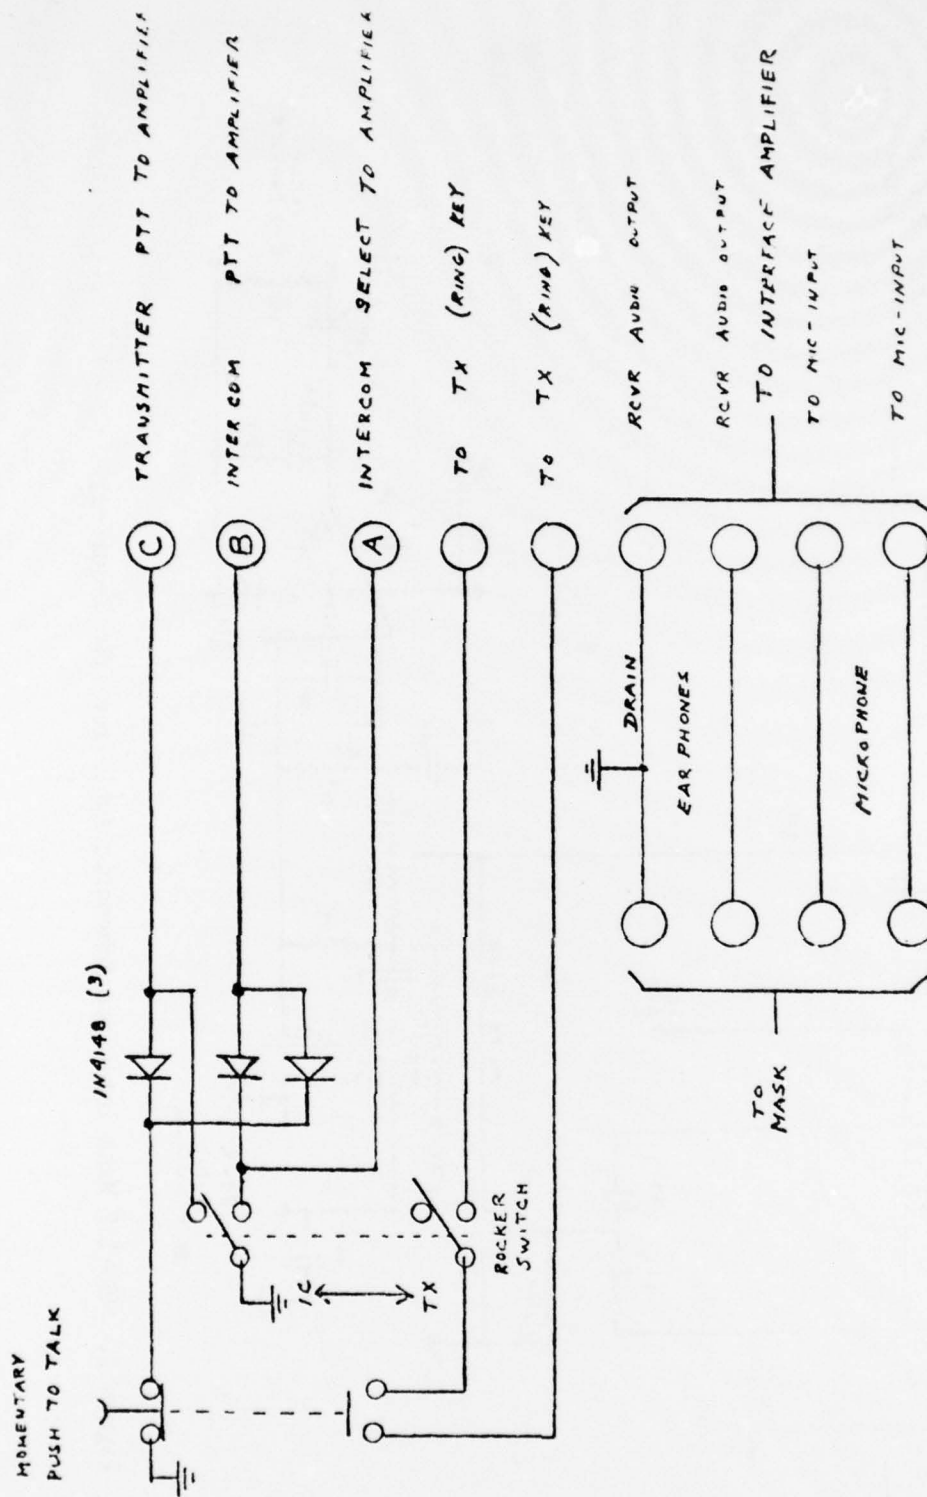 MOMENTARY
PUSH TO TALK
1N4148 (3)
C
TRANSMITTER PTT TO AMPLIFIER
B
INTERCOM PTT TO AMPLIFIER
A
INTERCOM SELECT TO AMPLIFIER
TO TX (RING) KEY
TO TX (RING) KEY
IC
TX
ROCKER
SWITCH
DRAIN
EAR PHONES
MICROPHONE
RCVR AUDIO OUTPUT
RCVR AUDIO OUTPUT
TO INTERFACE AMPLIFIER
TO MIC-INPUT
TO MIC-INPUT
TO
MASK